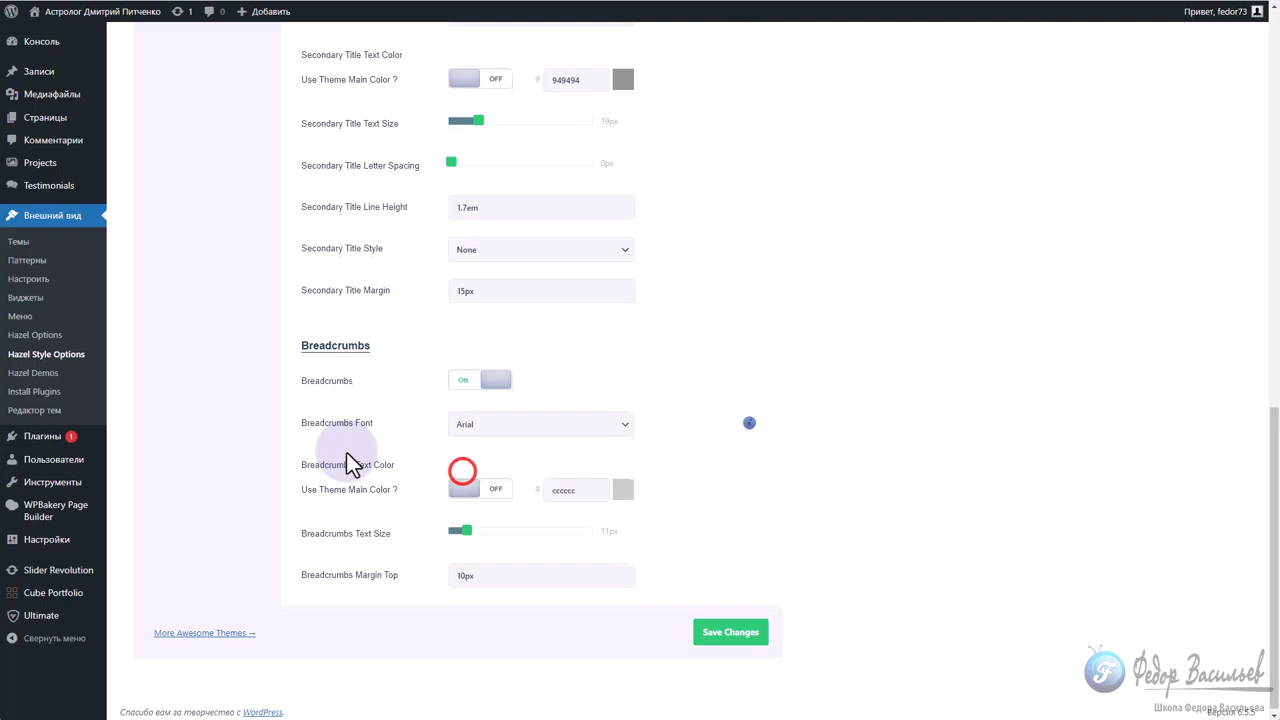 Агрохолдинг Дмитрий Питченко
1
0
Добавить
Привет, fedor73
Консоль
Записи
Медиафайлы
Страницы
Комментарии
Projects
Testimonials
Внешний вид
Темы
Паттерны
Настроить
Виджеты
Меню
Hazel Options
Hazel Style Options
Hazel Demos
Install Plugins
Редактор тем
Плагины 1
Пользователи
Инструменты
WPBakery Page
Builder
Настройки
Slider Revolution
Cube Portfolio
Ultimate
Свернуть меню
Secondary Title Text Color
Use Theme Main Color ? OFF # 949494
Secondary Title Text Size 19px
Secondary Title Letter Spacing 0px
Secondary Title Line Height 1.7em
Secondary Title Style None
Secondary Title Margin 15px
Breadcrumbs
Breadcrumbs ON
Breadcrumbs Font Arial
Breadcrumbs Text Color
Use Theme Main Color ? OFF # cccccc
Breadcrumbs Text Size 11px
Breadcrumbs Margin Top 10px
More Awesome Themes →
Save Changes
Спасибо вам за творчество с WordPress.
Федор Васильев
Школа Федора Васильева
Версия 6.5.5